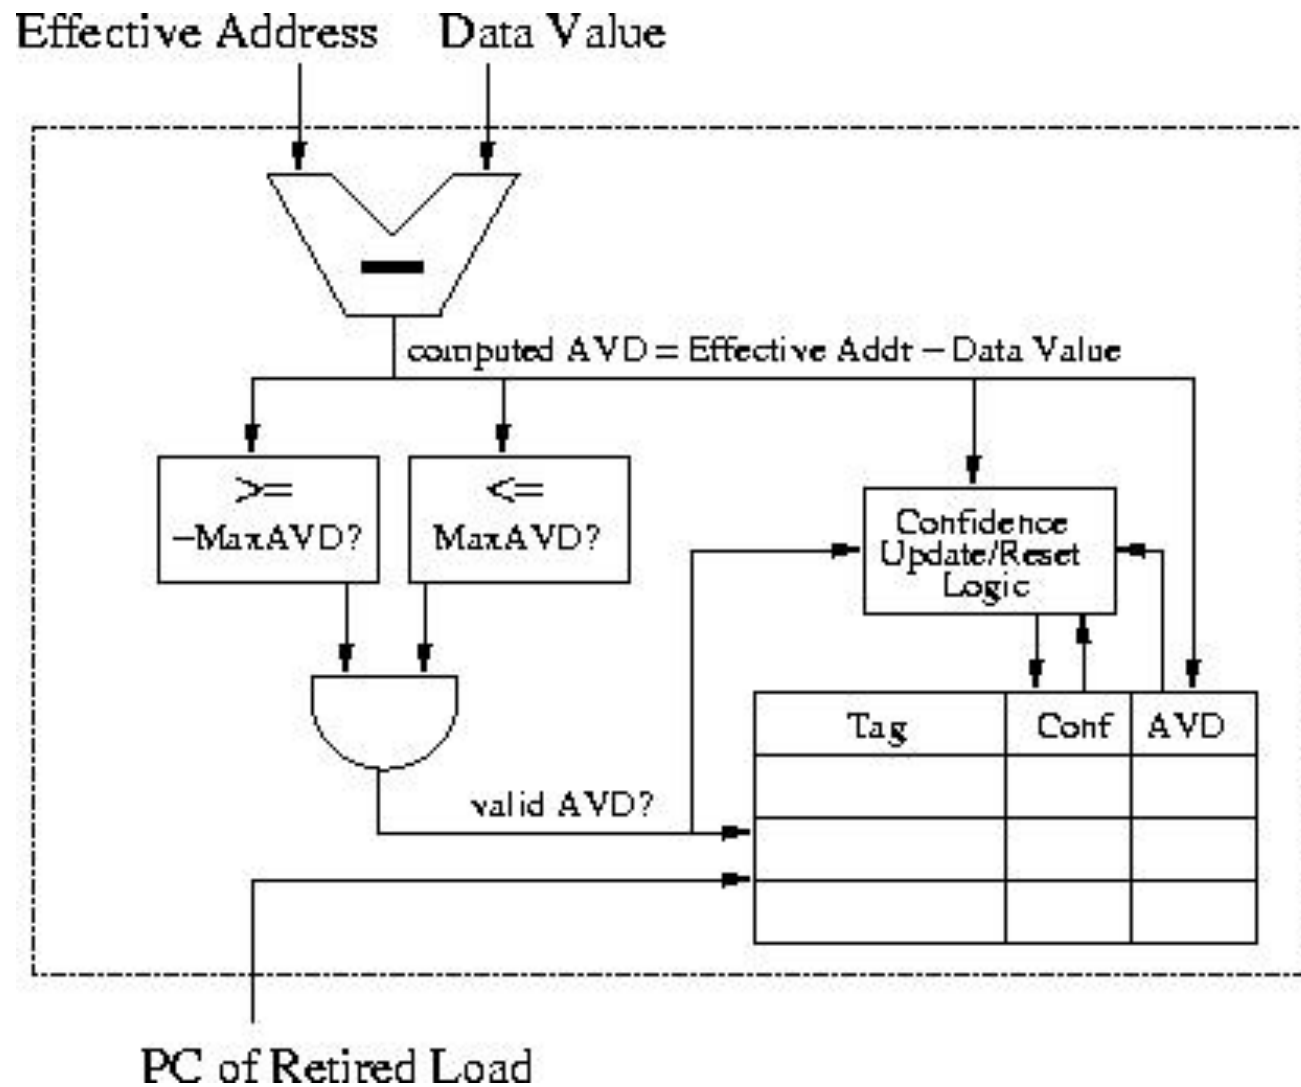 Effective Address Data Value
computed AVD = Effective Addr – Data Value
>=
–MaxAVD?
<=
MaxAVD?
Confidence
Update/Reset
Logic
Tag Conf AVD
valid AVD?
PC of Retired Load